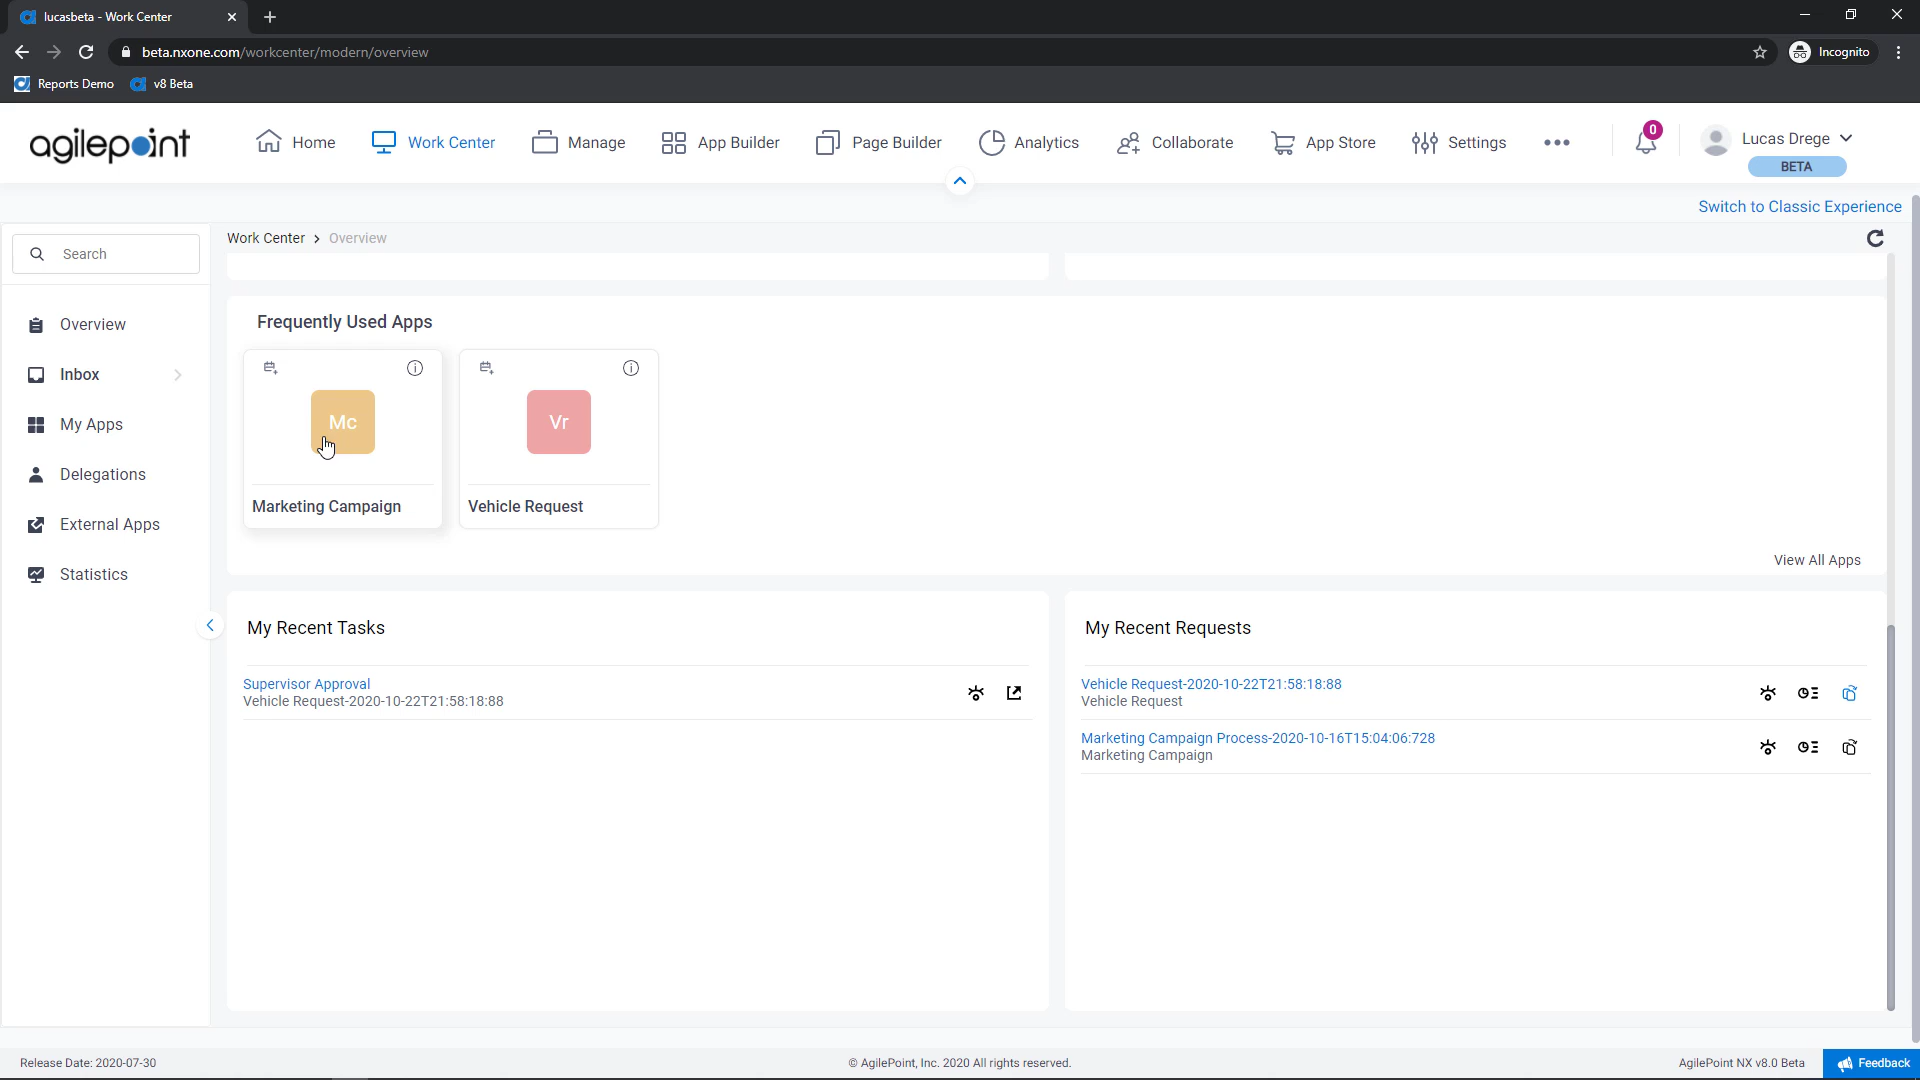 lucasbeta - Work Center
beta.nxone.com/workcenter/modern/overview
Incognito
Reports Demo
v8 Beta
agilepoint
Home
Work Center
Manage
App Builder
Page Builder
Analytics
Collaborate
App Store
Settings
0
Lucas Drege
BETA
Switch to Classic Experience
Search
Work Center > Overview
Overview
Inbox
My Apps
Delegations
External Apps
Statistics
Frequently Used Apps
Mc
Marketing Campaign
Vr
Vehicle Request
View All Apps
My Recent Tasks
Supervisor Approval
Vehicle Request-2020-10-22T21:58:18:88
My Recent Requests
Vehicle Request-2020-10-22T21:58:18:88
Vehicle Request
Marketing Campaign Process-2020-10-16T15:04:06:728
Marketing Campaign
Release Date: 2020-07-30
© AgilePoint, Inc. 2020 All rights reserved.
AgilePoint NX v8.0 Beta
Feedback